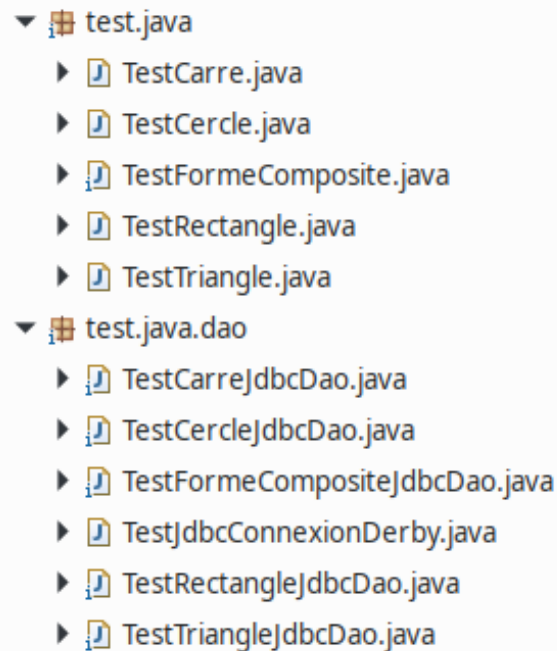 test.java
TestCarre.java
TestCercle.java
TestFormeComposite.java
TestRectangle.java
TestTriangle.java
test.java.dao
TestCarreJdbcDao.java
TestCercleJdbcDao.java
TestFormeCompositeJdbcDao.java
TestJdbcConnexionDerby.java
TestRectangleJdbcDao.java
TestTriangleJdbcDao.java